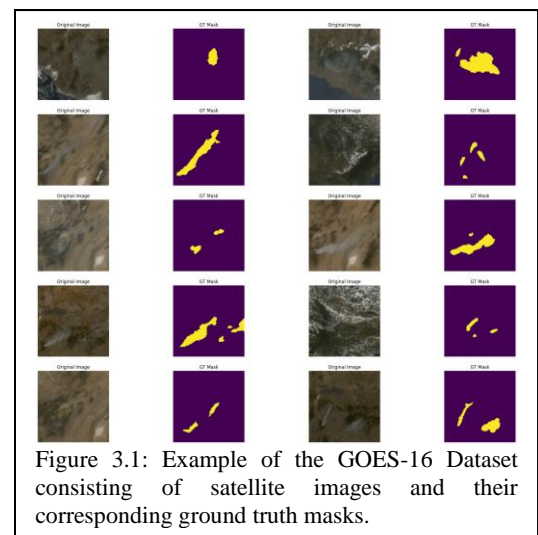 Original Image GT Mask Original Image GT Mask
Original Image GT Mask Original Image GT Mask
Original Image GT Mask Original Image GT Mask
Original Image GT Mask Original Image GT Mask
Original Image GT Mask Original Image GT Mask
Figure 3.1: Example of the GOES-16 Dataset
consisting of satellite images and their
corresponding ground truth masks.